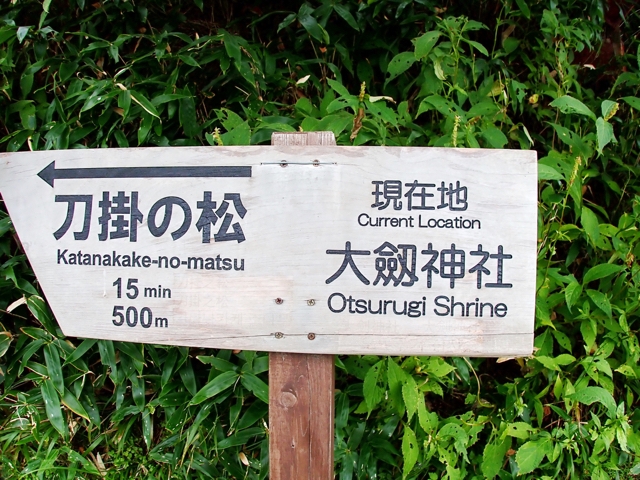 刀掛の松
Katanakake-no-matsu
15 min
500m
現在地
Current Location
大劔神社
Otsurugi Shrine